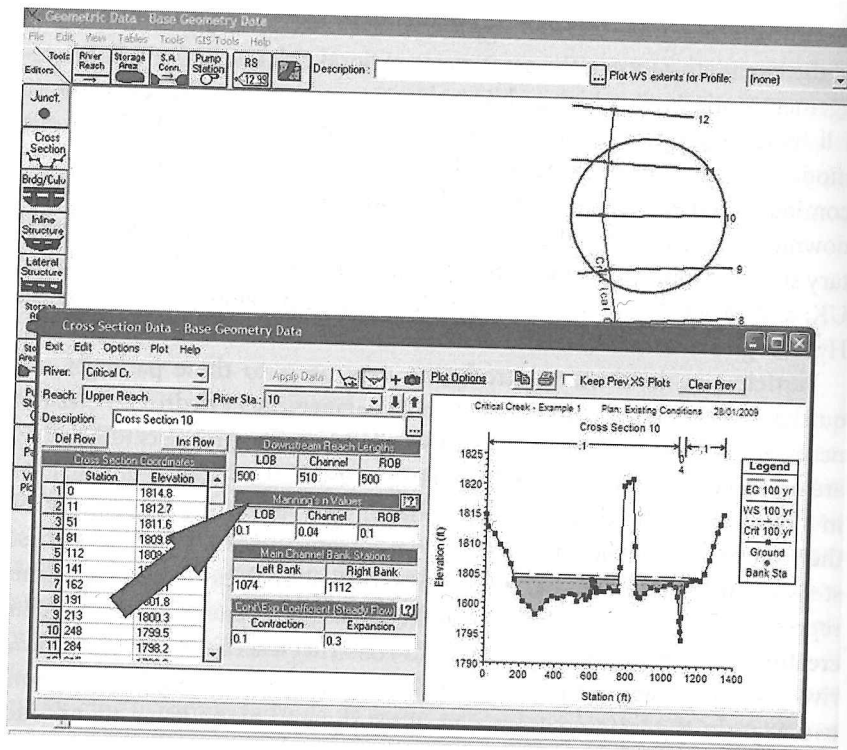 Geometric Data - Base Geometry Data
File Edit View Tables Tools GIS Tools Help
Tools River Reach Storage Area S.A. Conn. Pump Station RS Description : ... Plot WS extents for Profile: (none)
Editors
Junct.
Cross Section
Brdg/Culv
Inline Structure
Lateral Structure
12
11
10
9
8
Cross Section Data - Base Geometry Data
Exit Edit Options Plot Help
River: Critical Cr. Apply Data Plot Options Keep Prev XS Plots Clear Prev
Reach: Upper Reach River Sta.: 10
Description Cross Section 10 ...
Del Row Ins Row
Cross Section Coordinates
Station Elevation
1 0 1814.8
2 11 1812.7
3 51 1811.6
4 81 1809.8
5 112
6 141
7 162
8 191
9 213 1800.3
10 248 1799.5
11 284 1798.2
Downstream Reach Lengths
LOB Channel ROB
500 510 500
Manning's n Values [?]
LOB Channel ROB
0.1 0.04 0.1
Main Channel Bank Stations
Left Bank Right Bank
1074 1112
Cont\Exp Coefficient (Steady Flow) [?]
Contraction Expansion
0.1 0.3
Critical Creek - Example 1 Plan: Existing Conditions 28/01/2009
Cross Section 10
.1 .1
4
1825
1820
1815
1810
1805
1800
1795
1790
Elevation (ft)
0 200 400 600 800 1000 1200 1400
Station (ft)
Legend
EG 100 yr
WS 100 yr
Crit 100 yr
Ground
Bank Sta